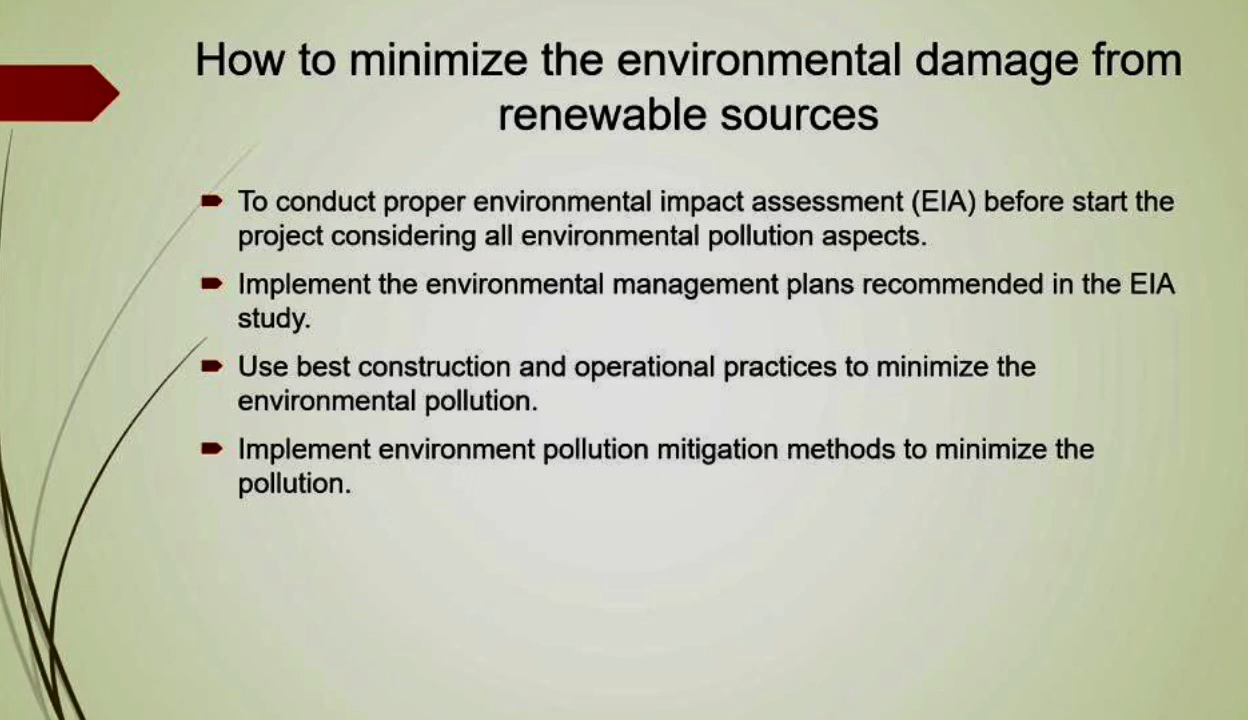 How to minimize the environmental damage from
renewable sources
To conduct proper environmental impact assessment (EIA) before start the
project considering all environmental pollution aspects.
Implement the environmental management plans recommended in the EIA
study.
Use best construction and operational practices to minimize the
environmental pollution.
Implement environment pollution mitigation methods to minimize the
pollution.